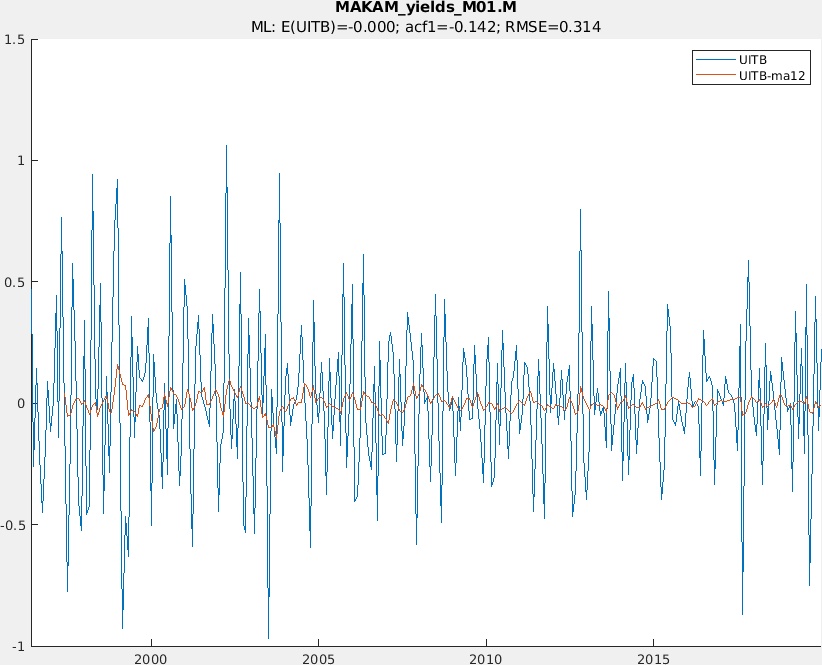 MAKAM_yields_M01.M
ML: E(UITB)=-0.000; acf1=-0.142; RMSE=0.314
1.5
UITB
UITB-ma12
1
0.5
0
-0.5
-1
2000 2005 2010 2015